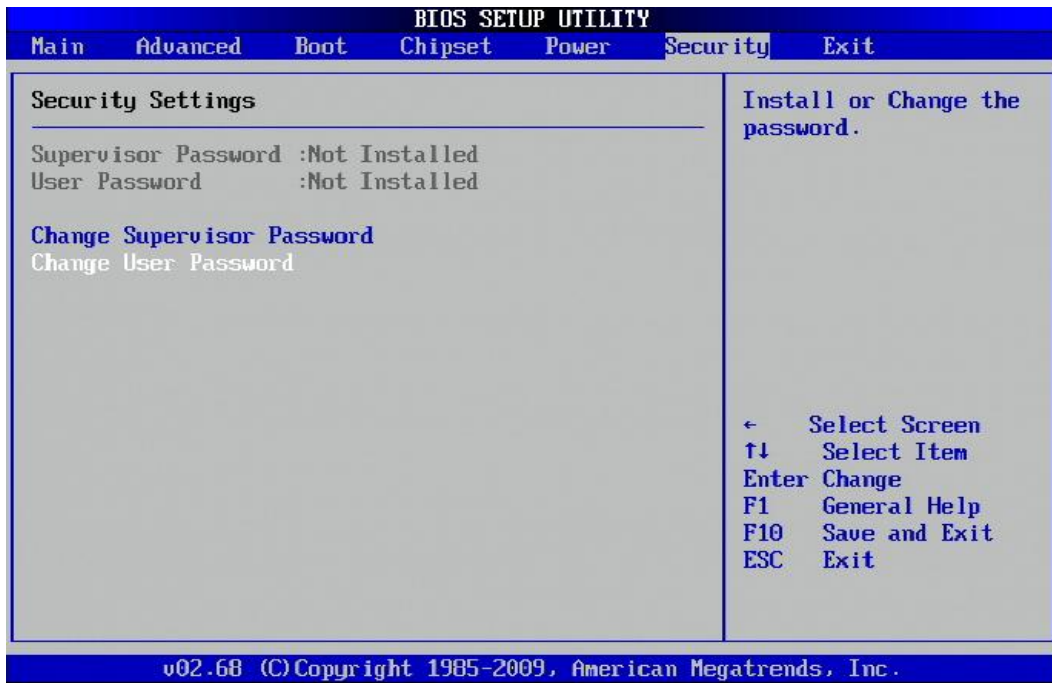 BIOS SETUP UTILITY
Main Advanced Boot Chipset Power Security Exit
Security Settings
Supervisor Password :Not Installed
User Password :Not Installed
Change Supervisor Password
Change User Password
Install or Change the
password.
← Select Screen
↑↓ Select Item
Enter Change
F1 General Help
F10 Save and Exit
ESC Exit
v02.68 (C)Copyright 1985-2009, American Megatrends, Inc.